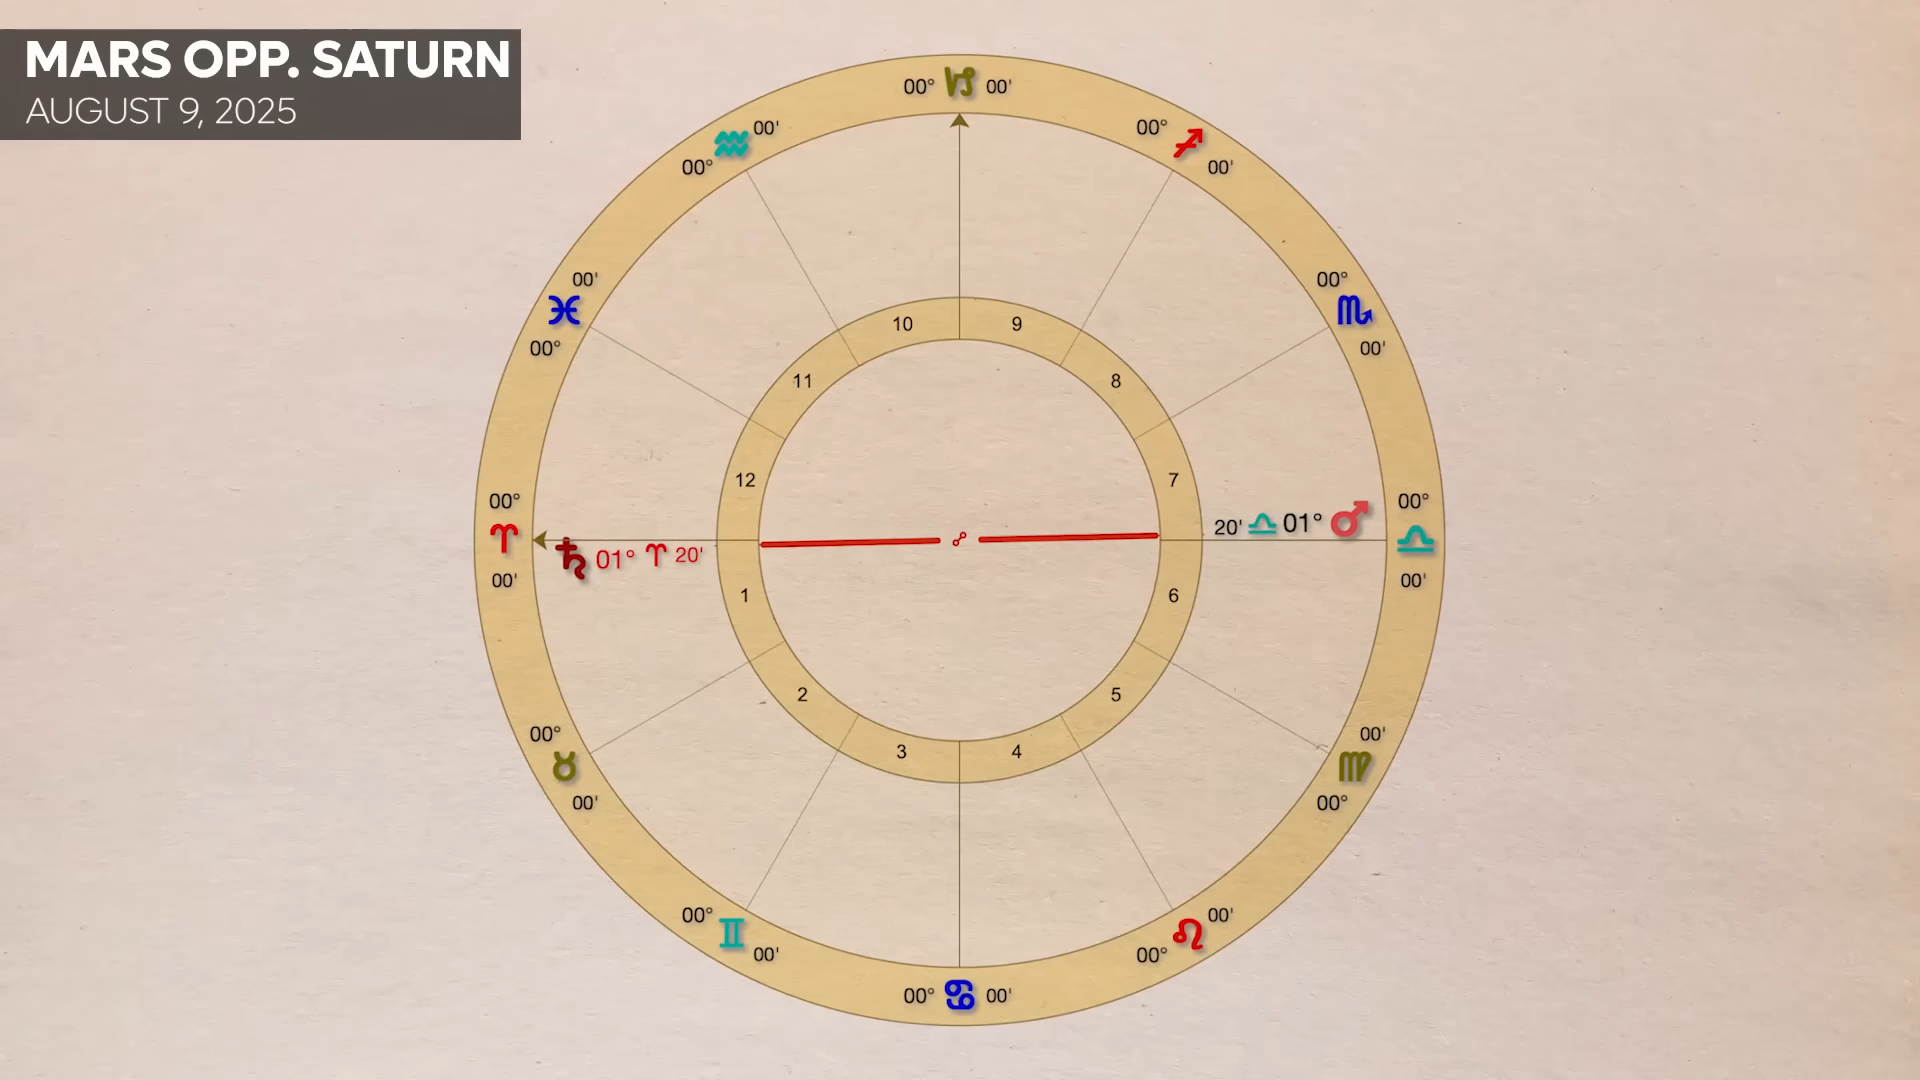 MARS OPP. SATURN
AUGUST 9, 2025
00° ♑ 00'
00° ♒ 00'
00° ♐ 00'
00° ♓ 00'
00° ♏ 00'
10 9
11 8
12 7
00° ♈ 00'
♄ 01° ♈ 20'
☍
20' ♎ 01° ♂
00° ♎ 00'
1 6
2 5
3 4
00° ♉ 00'
00° ♍ 00'
00° ♊ 00'
00° ♌ 00'
00° ♋ 00'